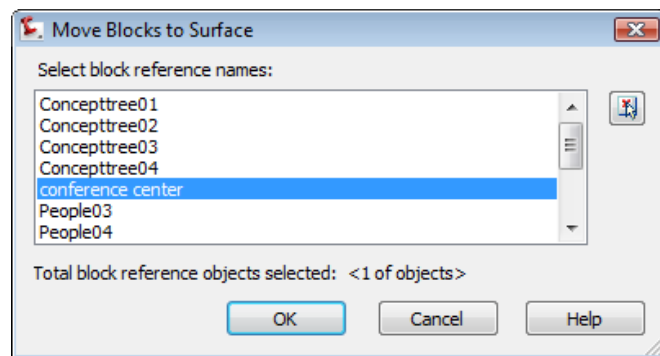 Move Blocks to Surface
Select block reference names:
Concepttree01
Concepttree02
Concepttree03
Concepttree04
conference center
People03
People04
Total block reference objects selected: <1 of objects>
OK Cancel Help